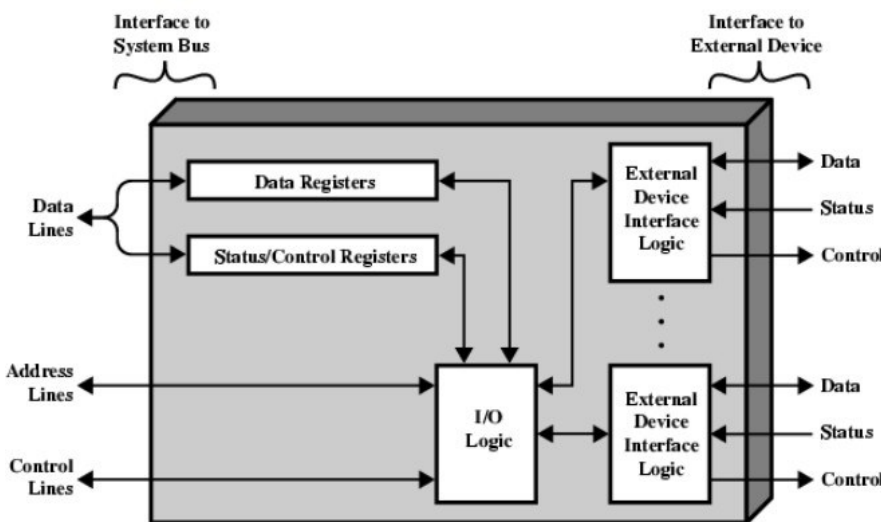 Interface to
System Bus
Interface to
External Device
Data Registers
Data
Lines
Status/Control Registers
External
Device
Interface
Logic
Data
Status
Control
Address
Lines
I/O
Logic
Control
Lines
External
Device
Interface
Logic
Data
Status
Control